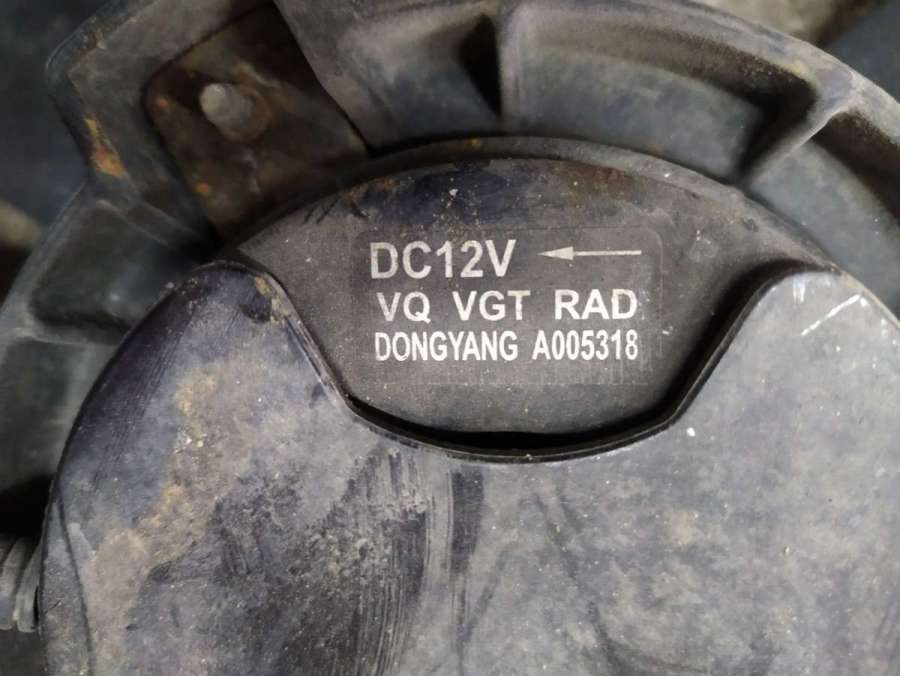 DC12V ←
VQ VGT RAD
DONGYANG A005318